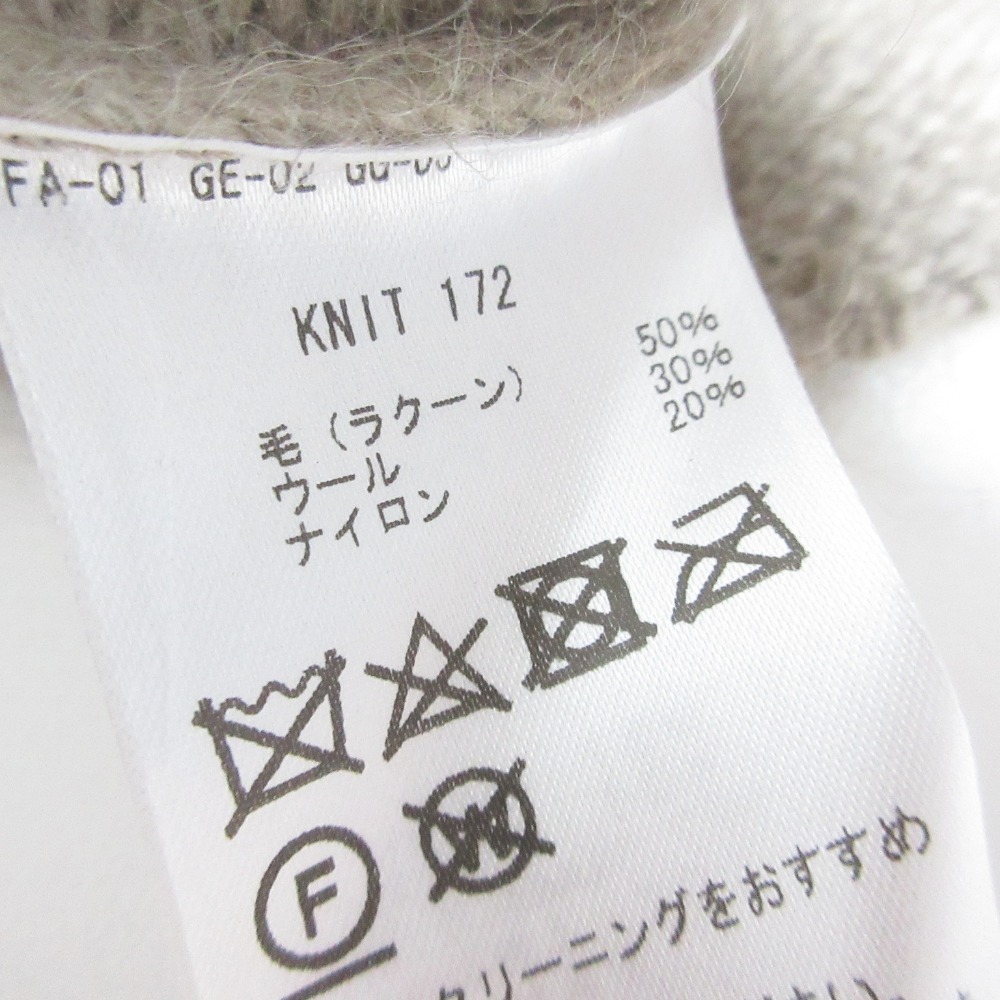 FA-01 GE-02
KNIT 172
毛（ラクーン） 50%
ウール 30%
ナイロン 20%
F W
クリーニングをおすすめ